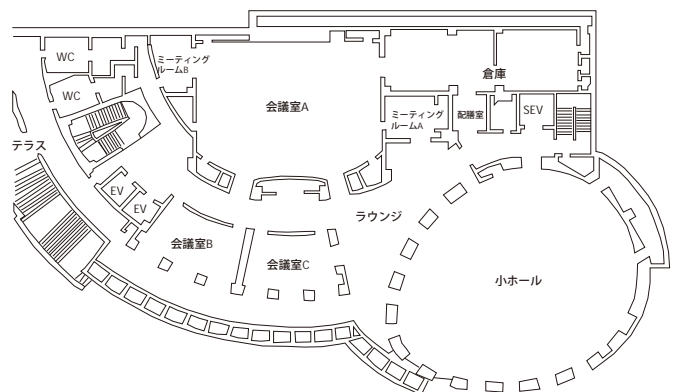 WC
ミーティング
ルームB
倉庫
WC
会議室A
ミーティング
ルームA
配膳室
SEV
テラス
EV
EV
ラウンジ
会議室B
会議室C
小ホール